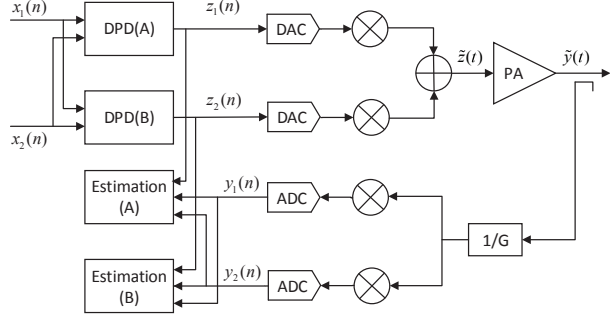 x₁(n)
DPD(A)
z₁(n)
DAC
z̃(t)
PA
ỹ(t)
x₂(n)
DPD(B)
z₂(n)
DAC
Estimation
(A)
y₁(n)
ADC
1/G
Estimation
(B)
y₂(n)
ADC